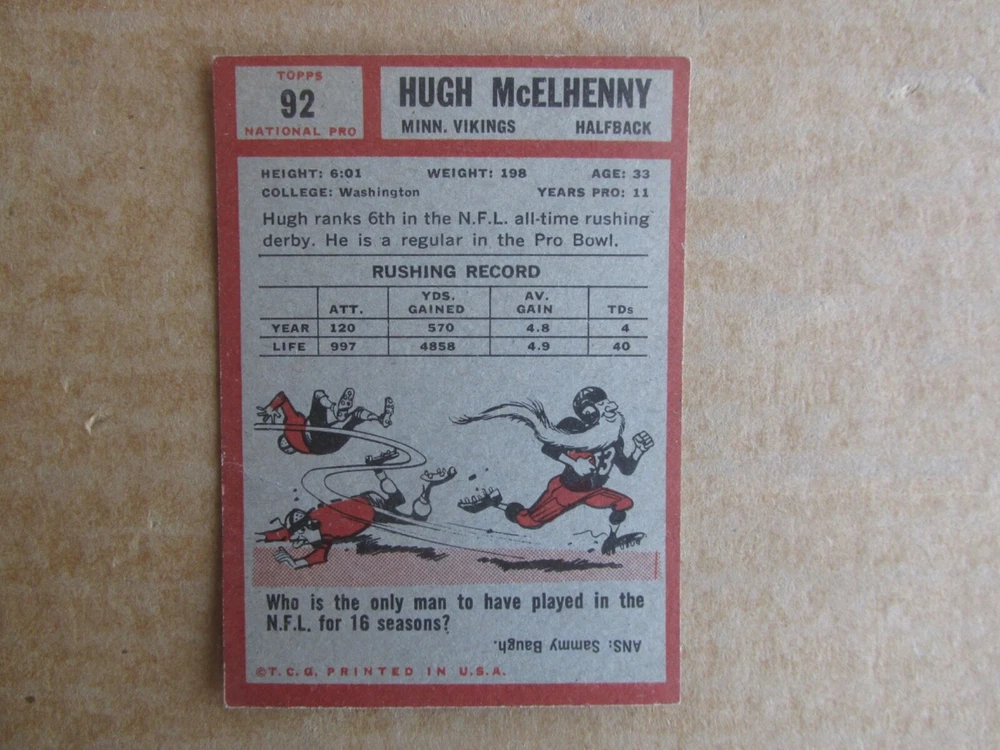 TOPPS
92
NATIONAL PRO
HUGH McELHENNY
MINN. VIKINGS HALFBACK
HEIGHT: 6:01 WEIGHT: 198 AGE: 33
COLLEGE: Washington YEARS PRO: 11
Hugh ranks 6th in the N.F.L. all-time rushing
derby. He is a regular in the Pro Bowl.
RUSHING RECORD
ATT. YDS. GAINED AV. GAIN TDs
YEAR 120 570 4.8 4
LIFE 997 4858 4.9 40
33
Who is the only man to have played in the
N.F.L. for 16 seasons?
ANS: Sammy Baugh.
©T.C.G. PRINTED IN U.S.A.